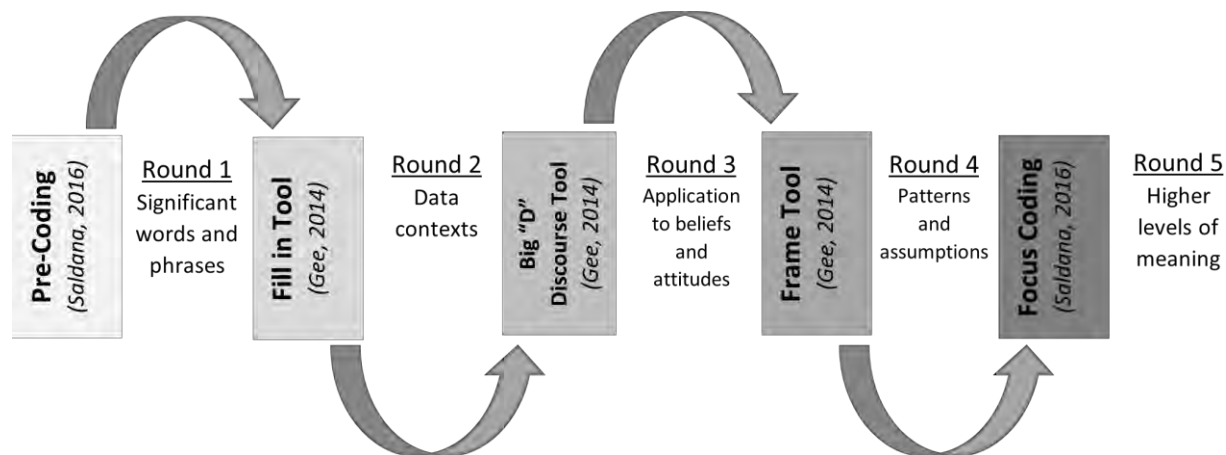 Pre-Coding
(Saldana, 2016)
Round 1
Significant
words and
phrases
Fill in Tool
(Gee, 2014)
Round 2
Data
contexts
Big “D”
Discourse Tool
(Gee, 2014)
Round 3
Application
to beliefs
and
attitudes
Frame Tool
(Gee, 2014)
Round 4
Patterns
and
assumptions
Focus Coding
(Saldana, 2016)
Round 5
Higher
levels of
meaning